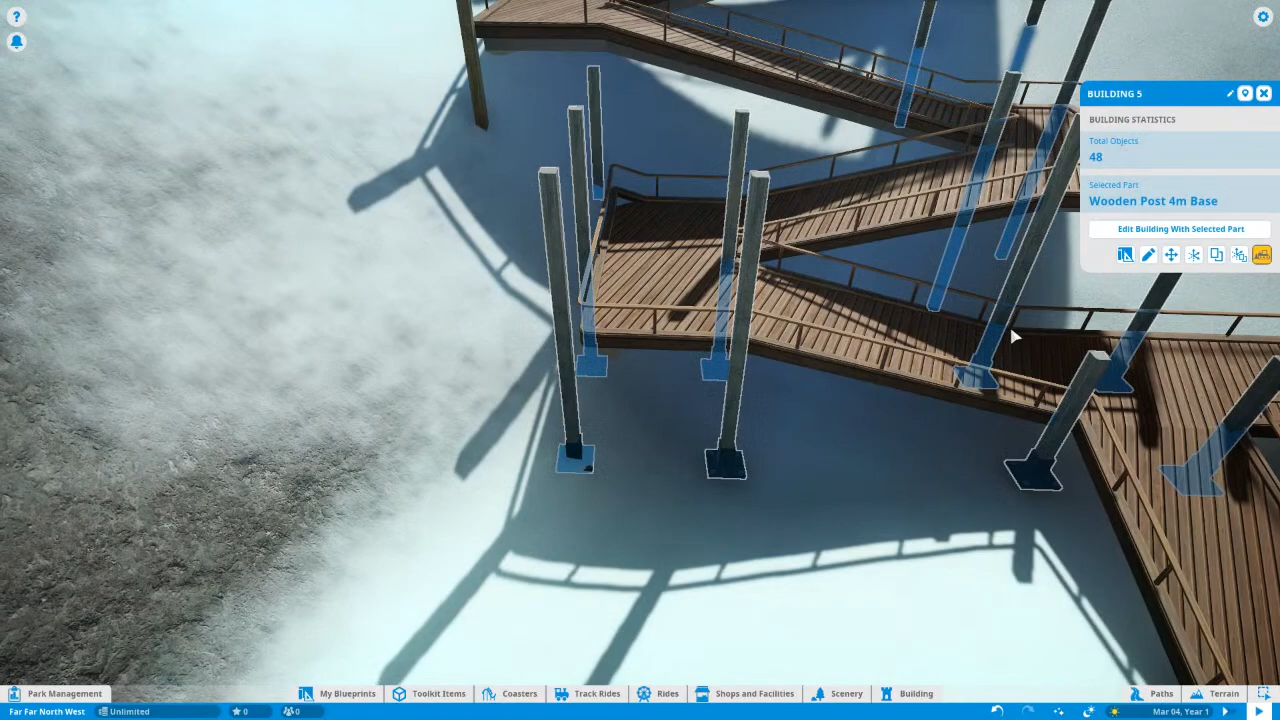 ?
BUILDING 5
BUILDING STATISTICS
Total Objects
48
Selected Part
Wooden Post 4m Base
Edit Building With Selected Part
Park Management
My Blueprints
Toolkit Items
Coasters
Track Rides
Rides
Shops and Facilities
Scenery
Building
Paths
Terrain
Far Far North West
Unlimited
0
0
Mar 04, Year 1